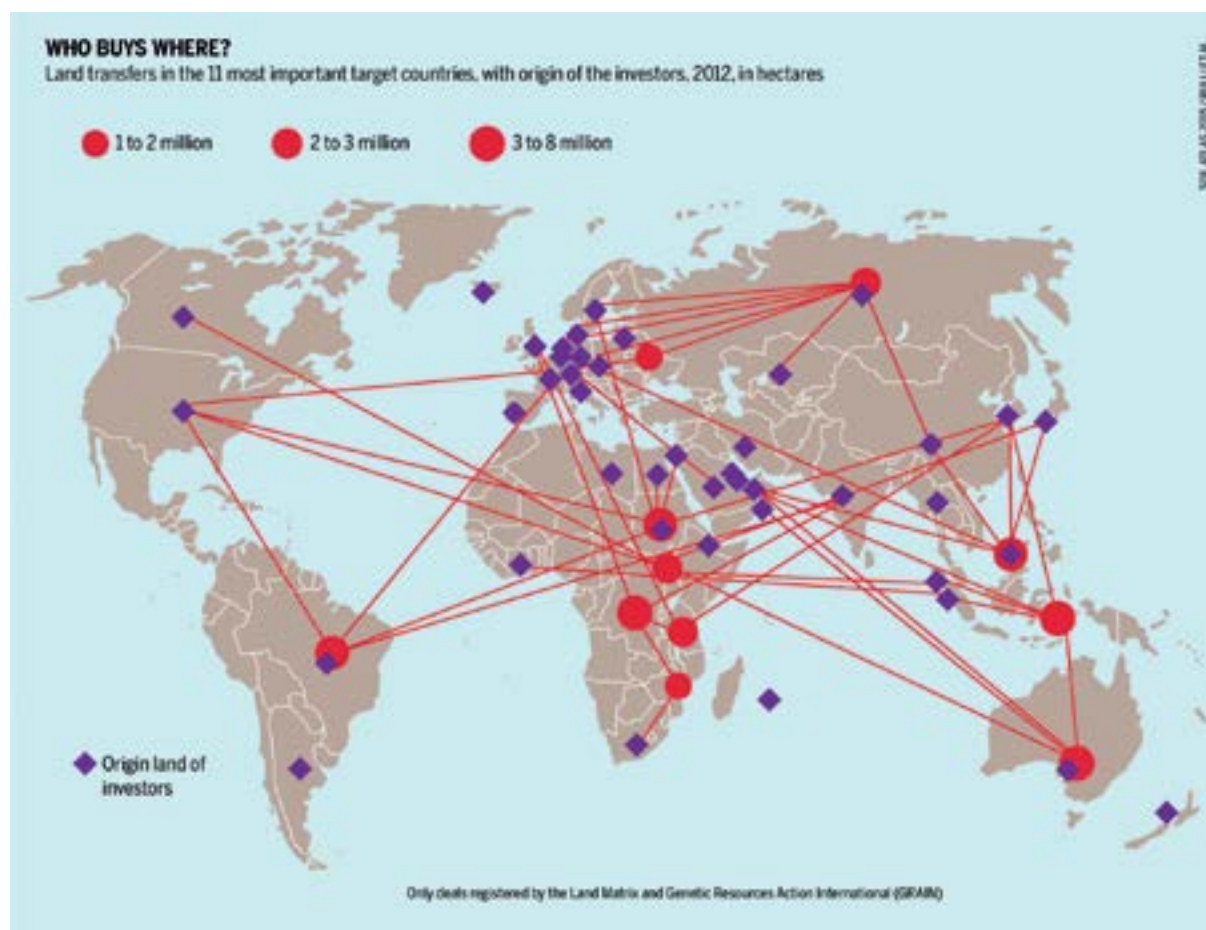 WHO BUYS WHERE?
Land transfers in the 11 most important target countries, with origin of the investors, 2012, in hectares
1 to 2 million
2 to 3 million
3 to 8 million
Origin land of
investors
Only deals registered by the Land Matrix and Genetic Resources Action International (GRAIN)